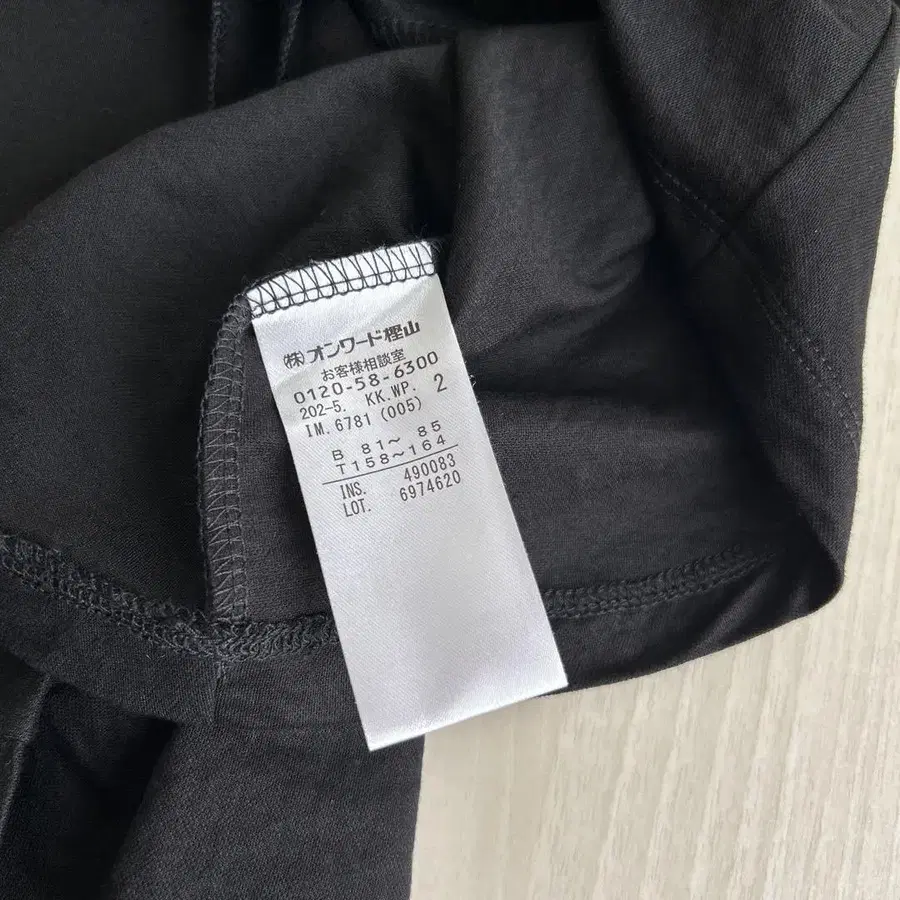 (株)オンワード樫山
お客様相談室
0120-58-6300
202-5. KK.WP. 2
IM.6781 (005)
B 81～ 85
T158～164
INS. 490083
LOT. 6974620